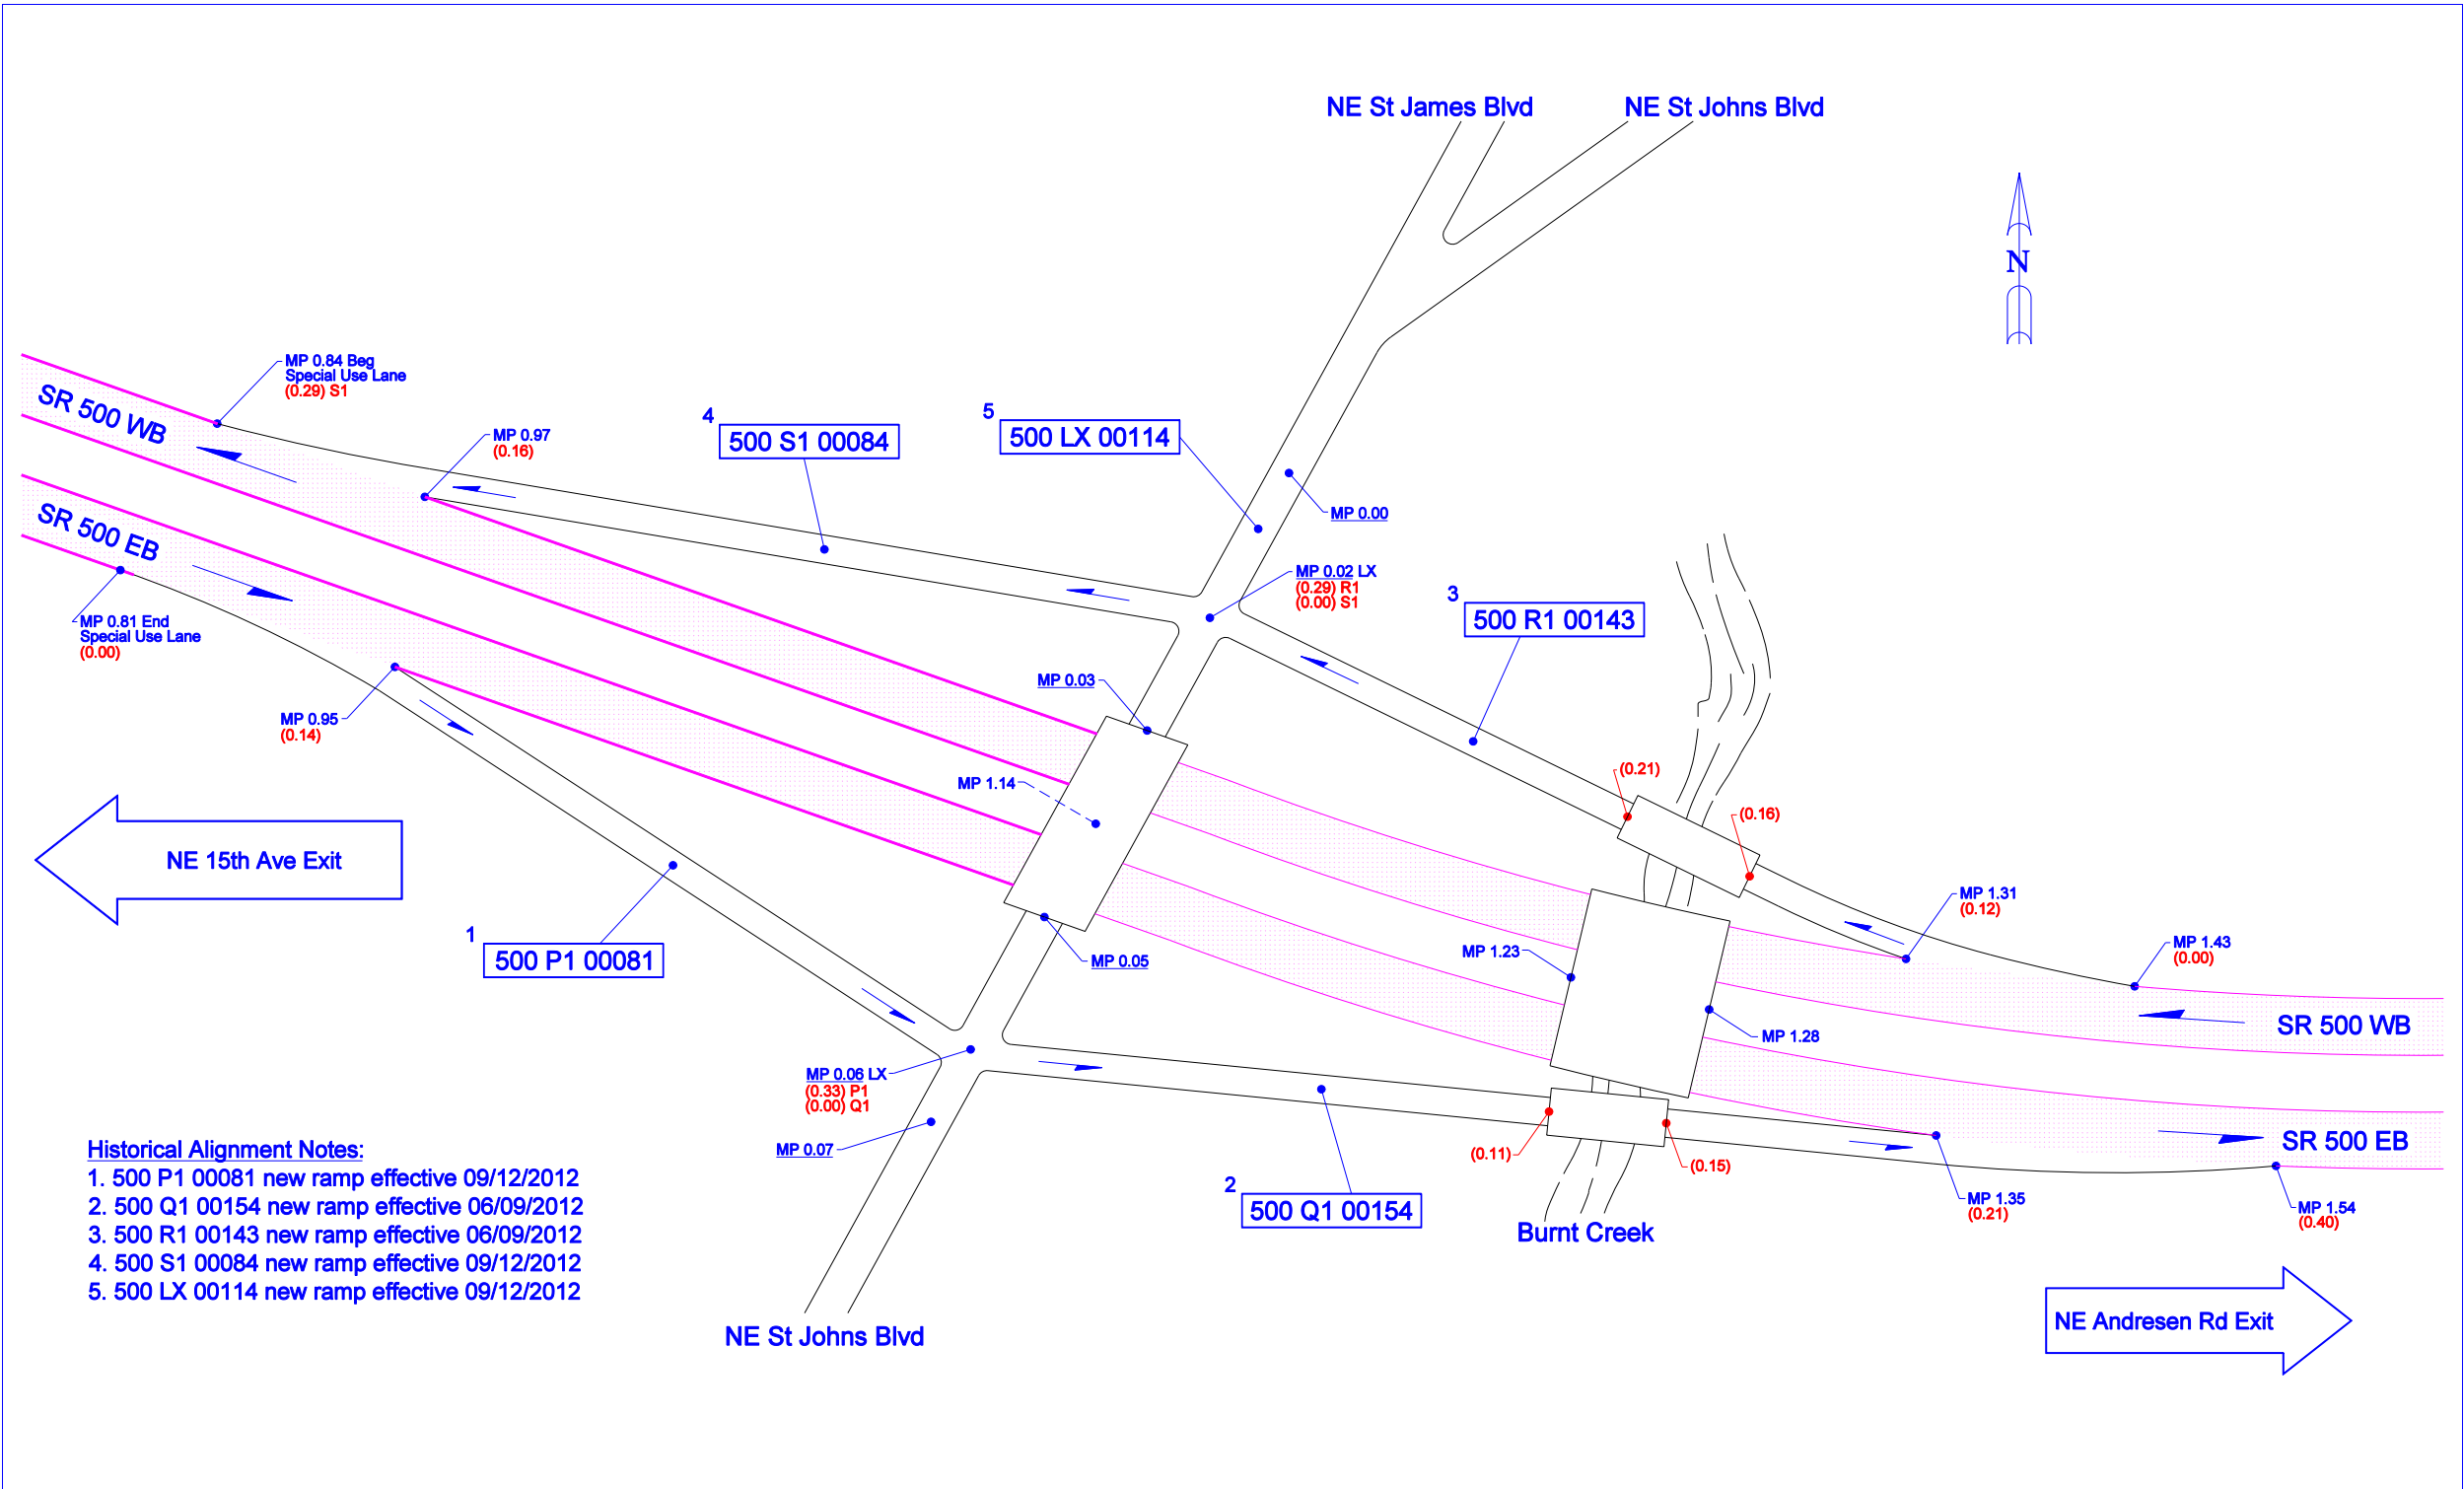 NE St James Blvd
NE St Johns Blvd
N
MP 0.84 Beg
Special Use Lane
(0.29) S1
SR 500 WB
MP 0.97
(0.16)
4
500 S1 00084
5
500 LX 00114
MP 0.00
SR 500 EB
MP 0.81 End
Special Use Lane
(0.00)
MP 0.02 LX
(0.29) R1
(0.00) S1
3
500 R1 00143
MP 0.03
MP 0.95
(0.14)
MP 1.14
(0.21)
(0.16)
NE 15th Ave Exit
1
500 P1 00081
MP 0.05
MP 1.23
MP 1.31
(0.12)
MP 1.43
(0.00)
SR 500 WB
MP 1.28
MP 0.06 LX
(0.33) P1
(0.00) Q1
MP 0.07
(0.11)
(0.15)
SR 500 EB
2
500 Q1 00154
MP 1.35
(0.21)
MP 1.54
(0.40)
Burnt Creek
Historical Alignment Notes:
1. 500 P1 00081 new ramp effective 09/12/2012
2. 500 Q1 00154 new ramp effective 06/09/2012
3. 500 R1 00143 new ramp effective 06/09/2012
4. 500 S1 00084 new ramp effective 09/12/2012
5. 500 LX 00114 new ramp effective 09/12/2012
NE St Johns Blvd
NE Andresen Rd Exit